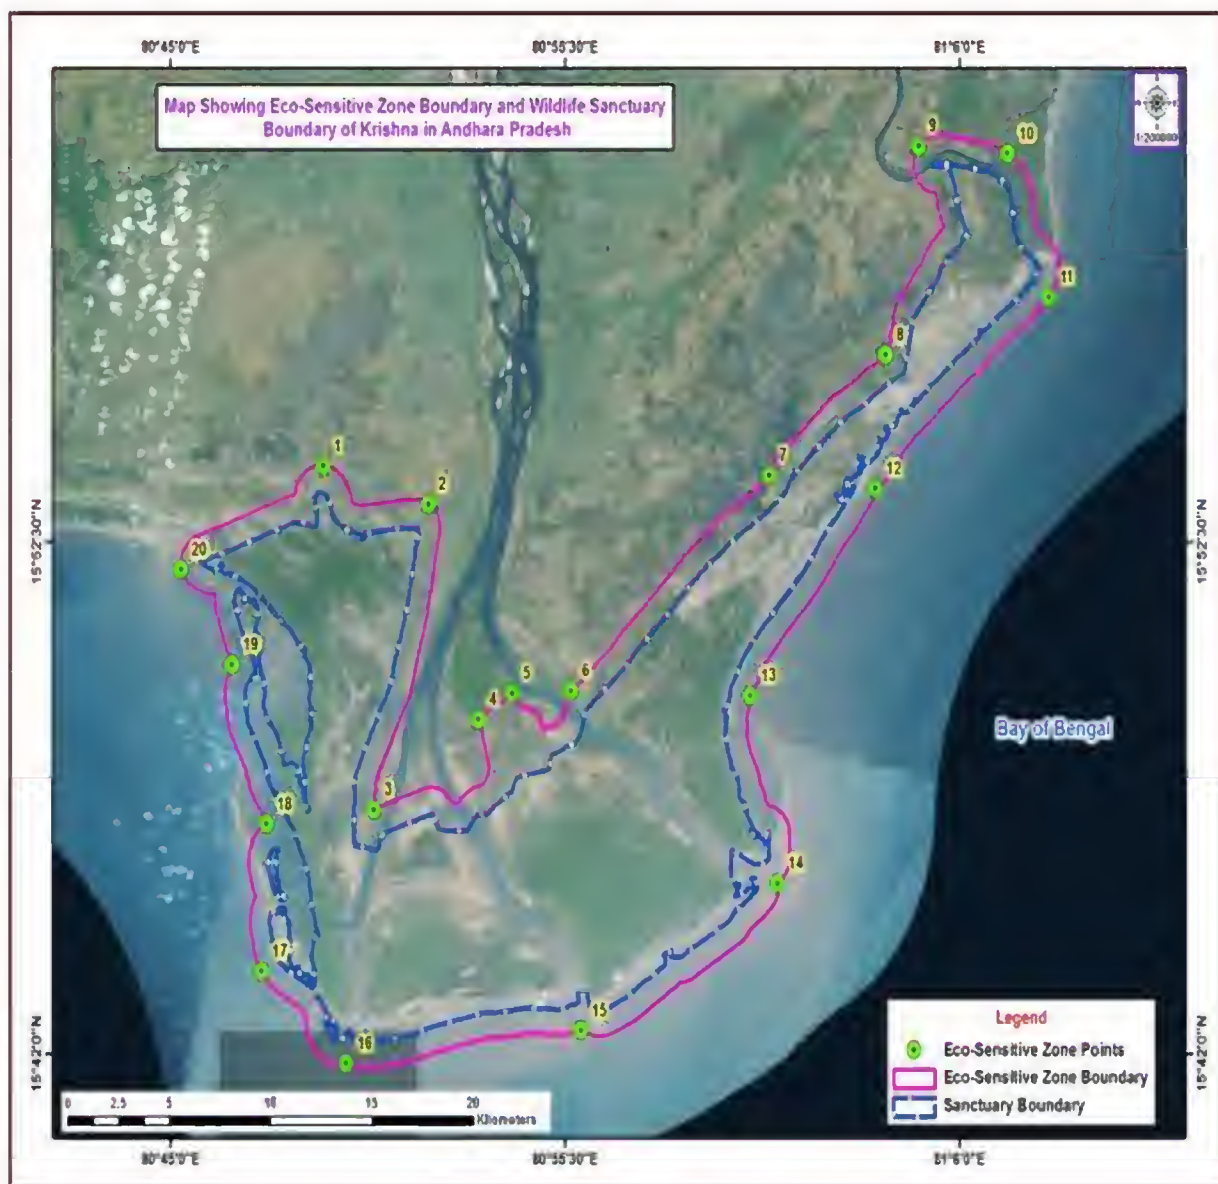 80°45'0"E
80°55'30"E
81°6'0"E
Map Showing Eco-Sensitive Zone Boundary and Wildlife Sanctuary
Boundary of Krishna in Andhara Pradesh
1:200000
9
10
11
8
1
7
2
12
15°52'30"N
15°52'30"N
20
19
5
6
13
4
Bay of Bengal
18
3
14
17
15
16
15°42'0"N
15°42'0"N
Legend
Eco-Sensitive Zone Points
Eco-Sensitive Zone Boundary
Sanctuary Boundary
0 2.5 5 10 15 20
Kilometers
80°45'0"E
80°55'30"E
81°6'0"E